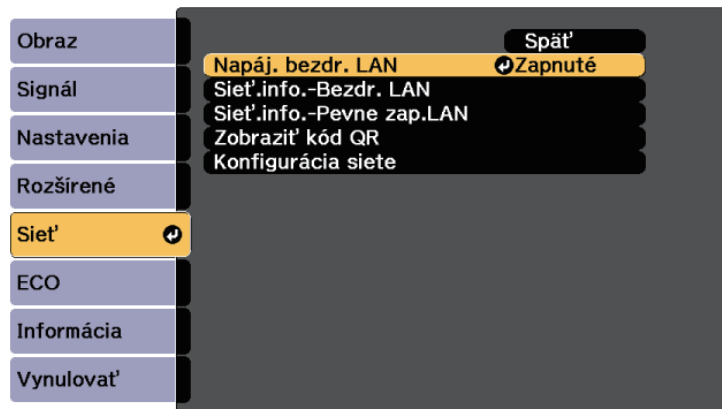 Obraz
Signál
Nastavenia
Rozšírené
Sieť
ECO
Informácia
Vynulovať
Späť
Napáj. bezdr. LAN Zapnuté
Sieť.info.-Bezdr. LAN
Sieť.info.-Pevne zap.LAN
Zobraziť kód QR
Konfigurácia siete